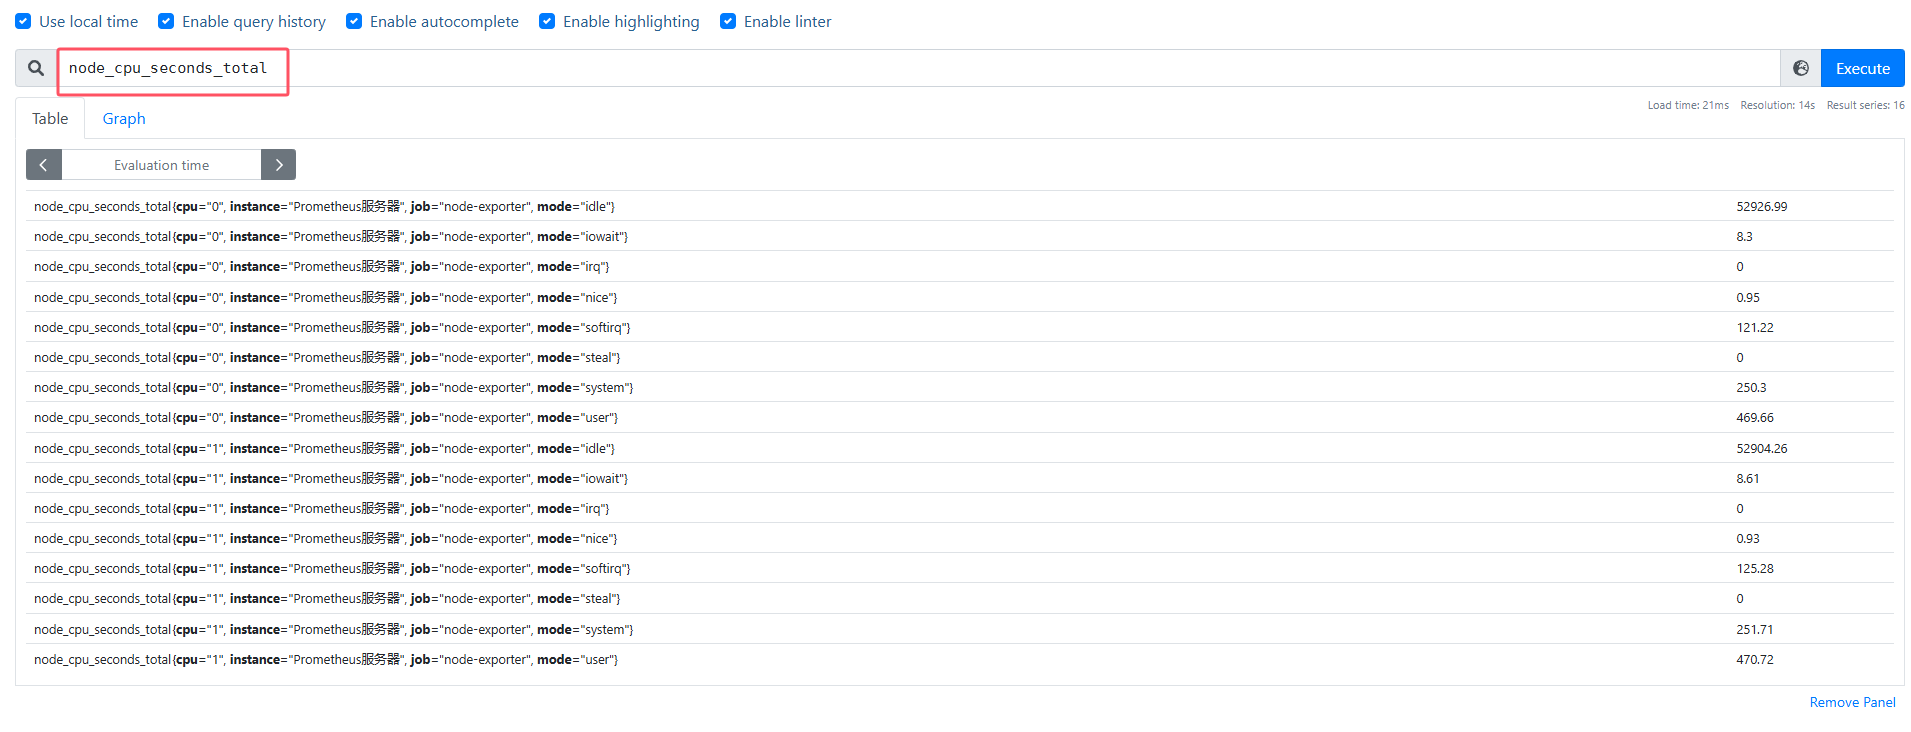 Use local time Enable query history Enable autocomplete Enable highlighting Enable linter
node_cpu_seconds_total Execute
Load time: 21ms Resolution: 14s Result series: 16
Table Graph
Evaluation time
node_cpu_seconds_total{cpu="0", instance="Prometheus服务器", job="node-exporter", mode="idle"} 52926.99
node_cpu_seconds_total{cpu="0", instance="Prometheus服务器", job="node-exporter", mode="iowait"} 8.3
node_cpu_seconds_total{cpu="0", instance="Prometheus服务器", job="node-exporter", mode="irq"} 0
node_cpu_seconds_total{cpu="0", instance="Prometheus服务器", job="node-exporter", mode="nice"} 0.95
node_cpu_seconds_total{cpu="0", instance="Prometheus服务器", job="node-exporter", mode="softirq"} 121.22
node_cpu_seconds_total{cpu="0", instance="Prometheus服务器", job="node-exporter", mode="steal"} 0
node_cpu_seconds_total{cpu="0", instance="Prometheus服务器", job="node-exporter", mode="system"} 250.3
node_cpu_seconds_total{cpu="0", instance="Prometheus服务器", job="node-exporter", mode="user"} 469.66
node_cpu_seconds_total{cpu="1", instance="Prometheus服务器", job="node-exporter", mode="idle"} 52904.26
node_cpu_seconds_total{cpu="1", instance="Prometheus服务器", job="node-exporter", mode="iowait"} 8.61
node_cpu_seconds_total{cpu="1", instance="Prometheus服务器", job="node-exporter", mode="irq"} 0
node_cpu_seconds_total{cpu="1", instance="Prometheus服务器", job="node-exporter", mode="nice"} 0.93
node_cpu_seconds_total{cpu="1", instance="Prometheus服务器", job="node-exporter", mode="softirq"} 125.28
node_cpu_seconds_total{cpu="1", instance="Prometheus服务器", job="node-exporter", mode="steal"} 0
node_cpu_seconds_total{cpu="1", instance="Prometheus服务器", job="node-exporter", mode="system"} 251.71
node_cpu_seconds_total{cpu="1", instance="Prometheus服务器", job="node-exporter", mode="user"} 470.72
Remove Panel